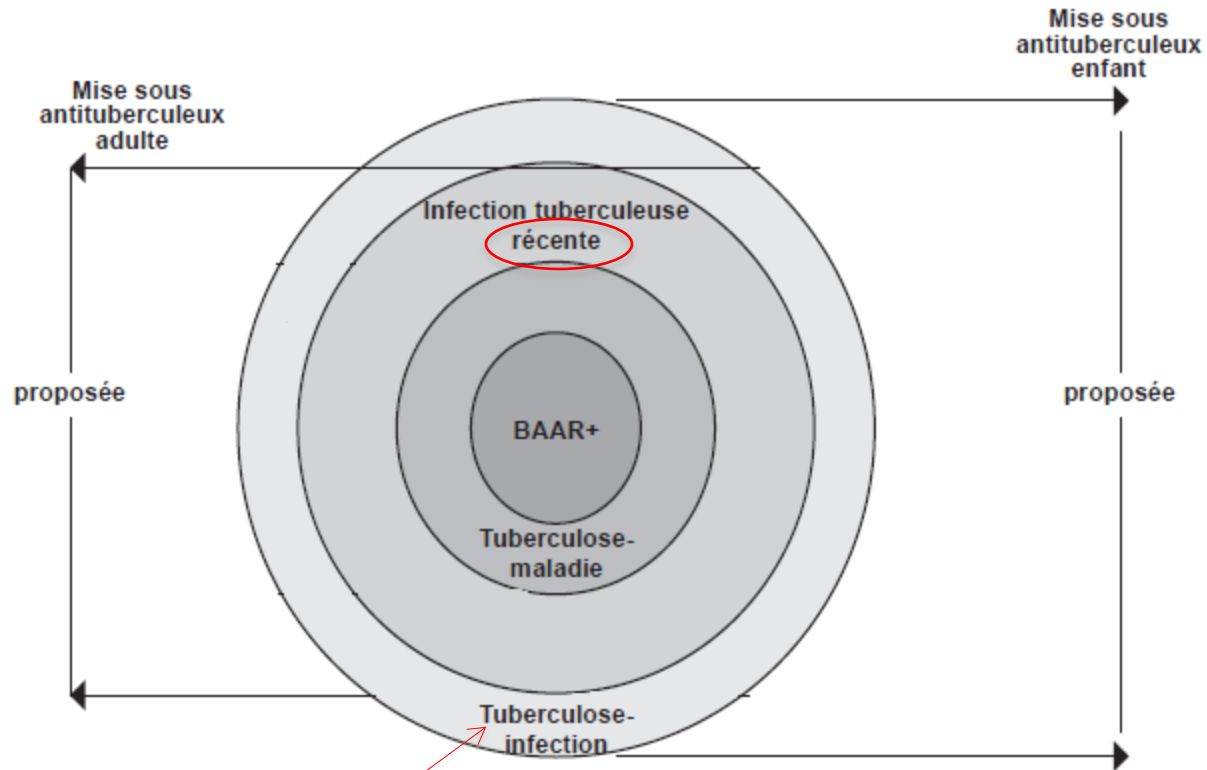 Mise sous
antituberculeux
enfant
Mise sous
antituberculeux
adulte
Infection tuberculeuse
récente
proposée
proposée
BAAR+
Tuberculose-
maladie
Tuberculose-
infection